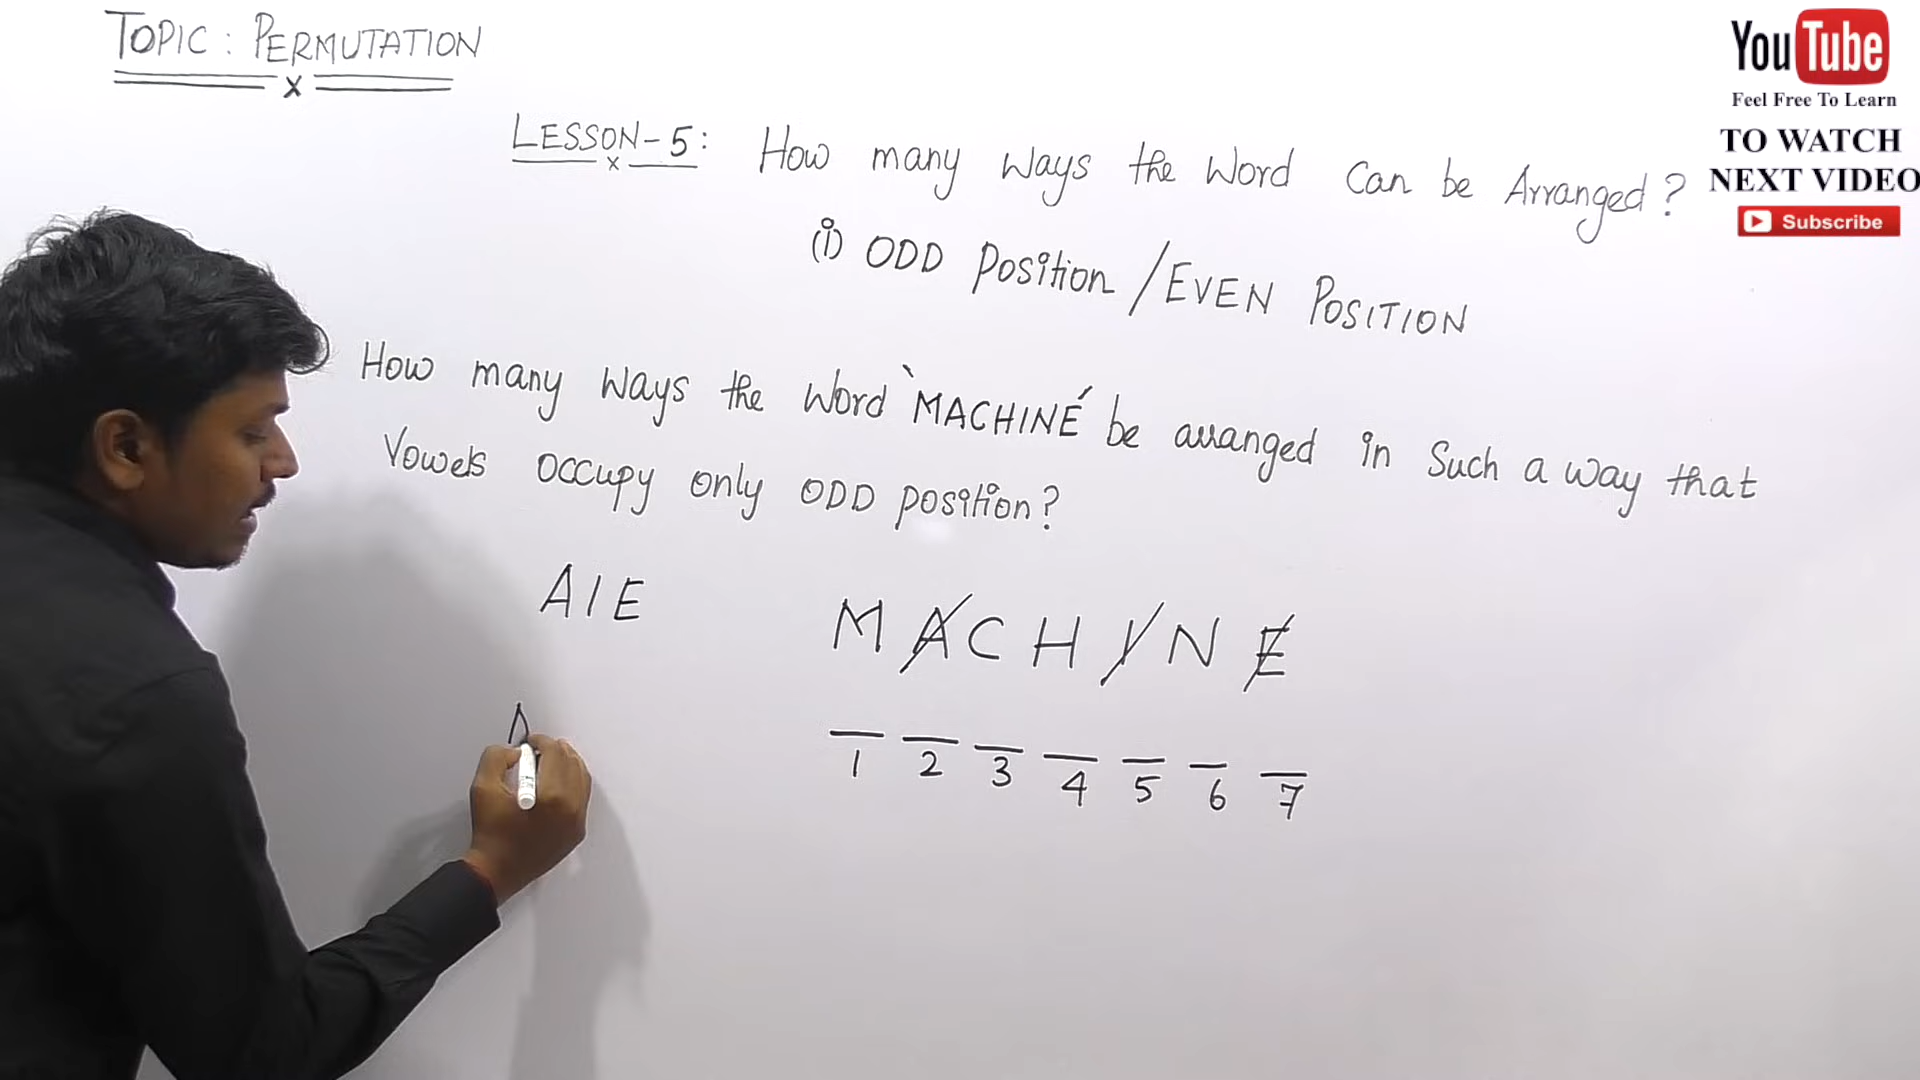 TOPIC : PERMUTATION
x
YouTube
Feel Free To Learn
TO WATCH
NEXT VIDEO
Subscribe
LESSON-5: How many ways the word can be Arranged?
x
(i) ODD Position / EVEN POSITION
How many ways the word `MACHINE´ be arranged in such a way that
vowels occupy only ODD position?
A I E
M A C H I N E
1 2 3 4 5 6 7